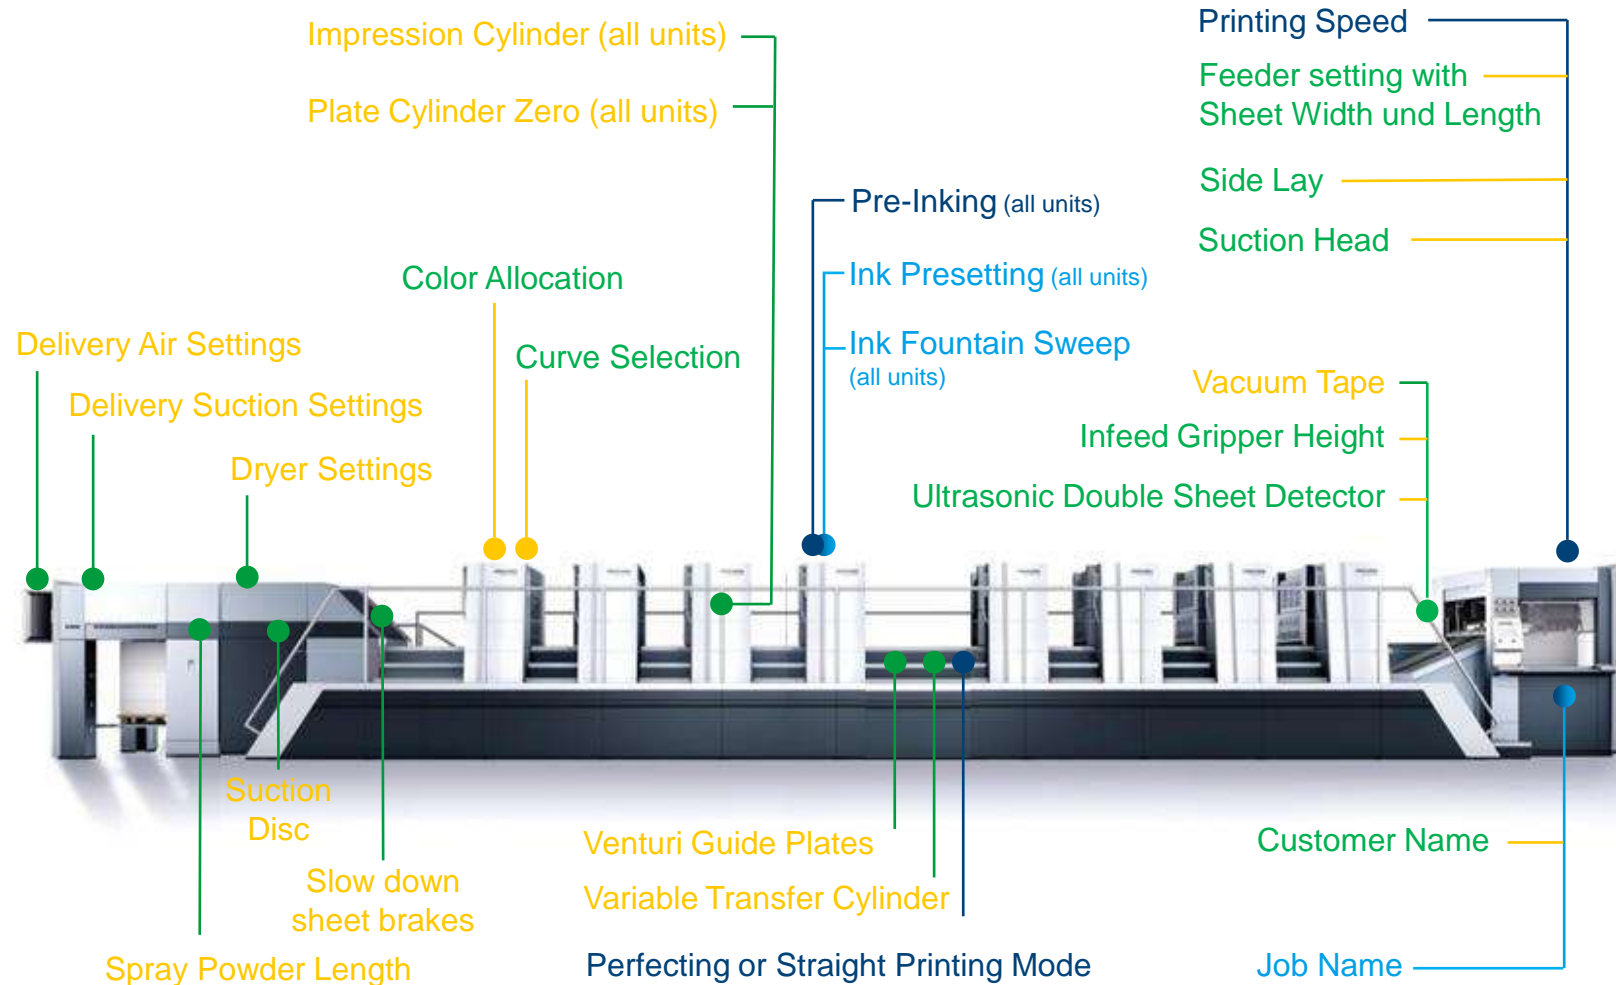 Impression Cylinder (all units)
Plate Cylinder Zero (all units)
Printing Speed
Feeder setting with
Sheet Width und Length
Side Lay
Suction Head
Pre-Inking (all units)
Ink Presetting (all units)
Ink Fountain Sweep
(all units)
Color Allocation
Curve Selection
Delivery Air Settings
Delivery Suction Settings
Dryer Settings
Vacuum Tape
Infeed Gripper Height
Ultrasonic Double Sheet Detector
Suction
Disc
Slow down
sheet brakes
Spray Powder Length
Venturi Guide Plates
Variable Transfer Cylinder
Perfecting or Straight Printing Mode
Customer Name
Job Name